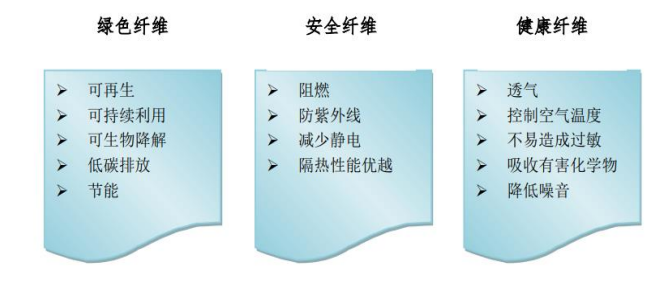 绿色纤维
可再生
可持续利用
可生物降解
低碳排放
节能
安全纤维
阻燃
防紫外线
减少静电
隔热性能优越
健康纤维
透气
控制空气温度
不易造成过敏
吸收有害化学物
降低噪音